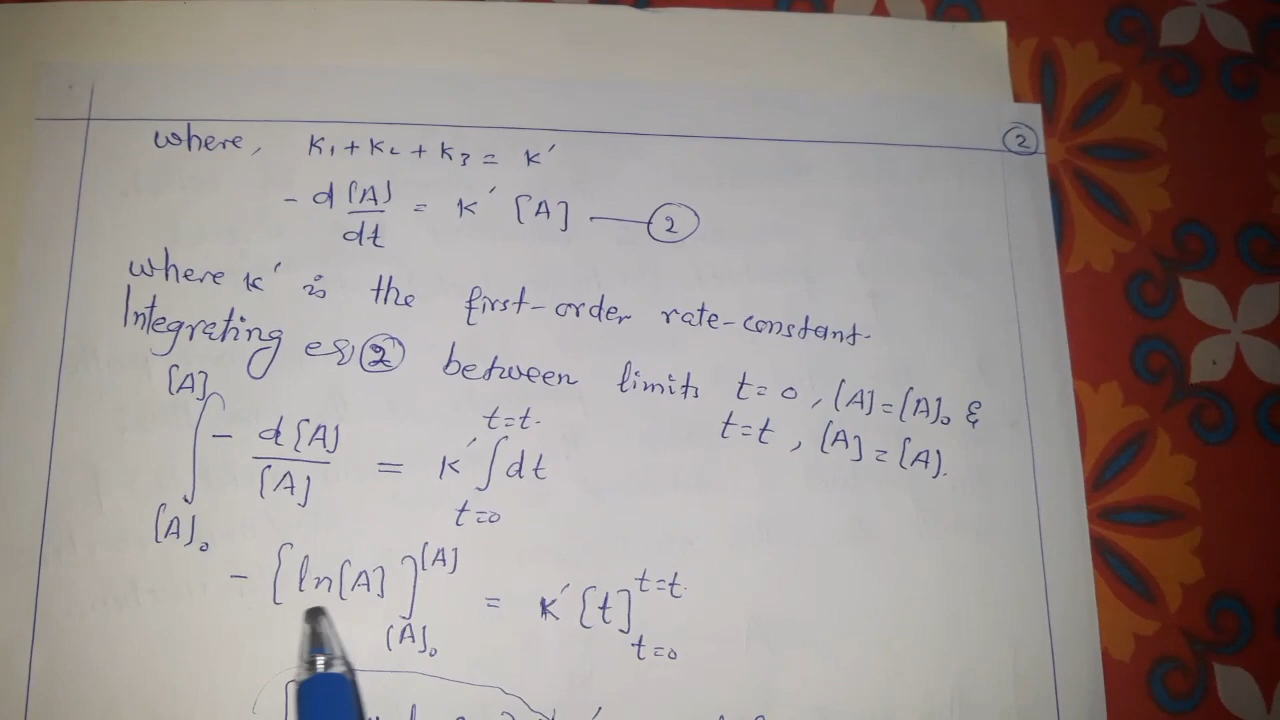 ②
where, K₁ + K₂ + K₃ = K′
- d[A]/dt = K′ [A] — ②
where K′ is the first-order rate-constant.
Integrating eq ② between limits t=0, [A]=[A]₀ &
t=t, [A]=[A].
∫_{[A]₀}^{[A]} - d[A]/[A] = K′ ∫_{t=0}^{t=t.} dt
- [ln[A]]_{[A]₀}^{[A]} = K′ [t]_{t=0}^{t=t.}